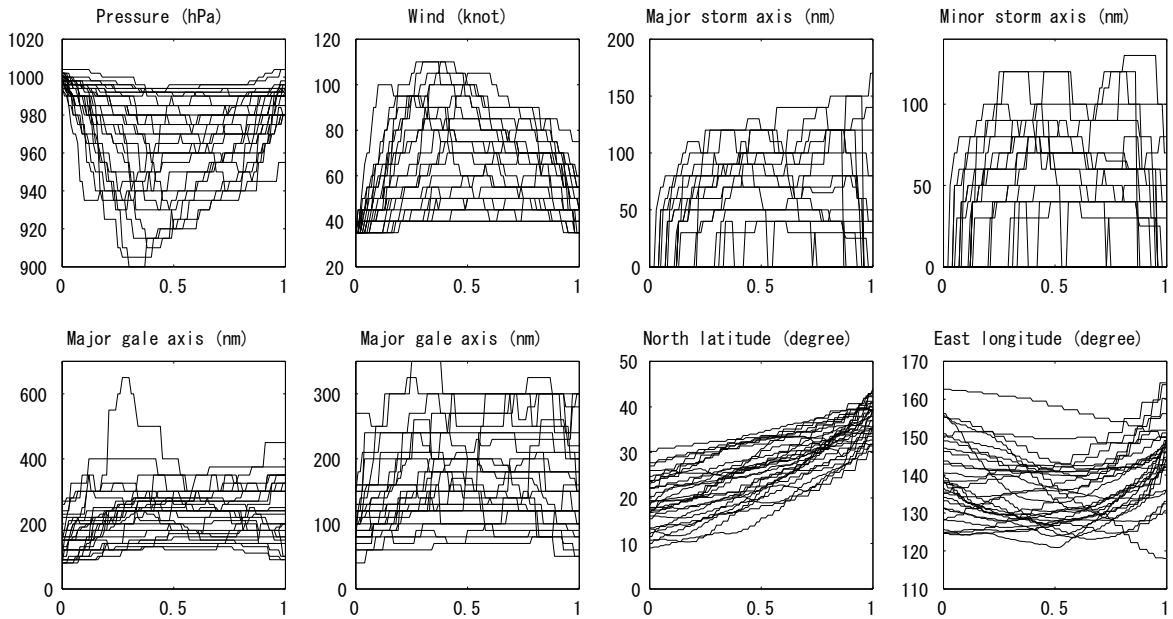 Pressure (hPa)
1020
1000
980
960
940
920
900
0 0.5 1
Wind (knot)
120
100
80
60
40
20
0 0.5 1
Major storm axis (nm)
200
150
100
50
0
0 0.5 1
Minor storm axis (nm)
100
50
0
0 0.5 1
Major gale axis (nm)
600
400
200
0
0 0.5 1
Major gale axis (nm)
300
200
100
0
0 0.5 1
North latitude (degree)
50
40
30
20
10
0
0 0.5 1
East longitude (degree)
170
160
150
140
130
120
110
0 0.5 1